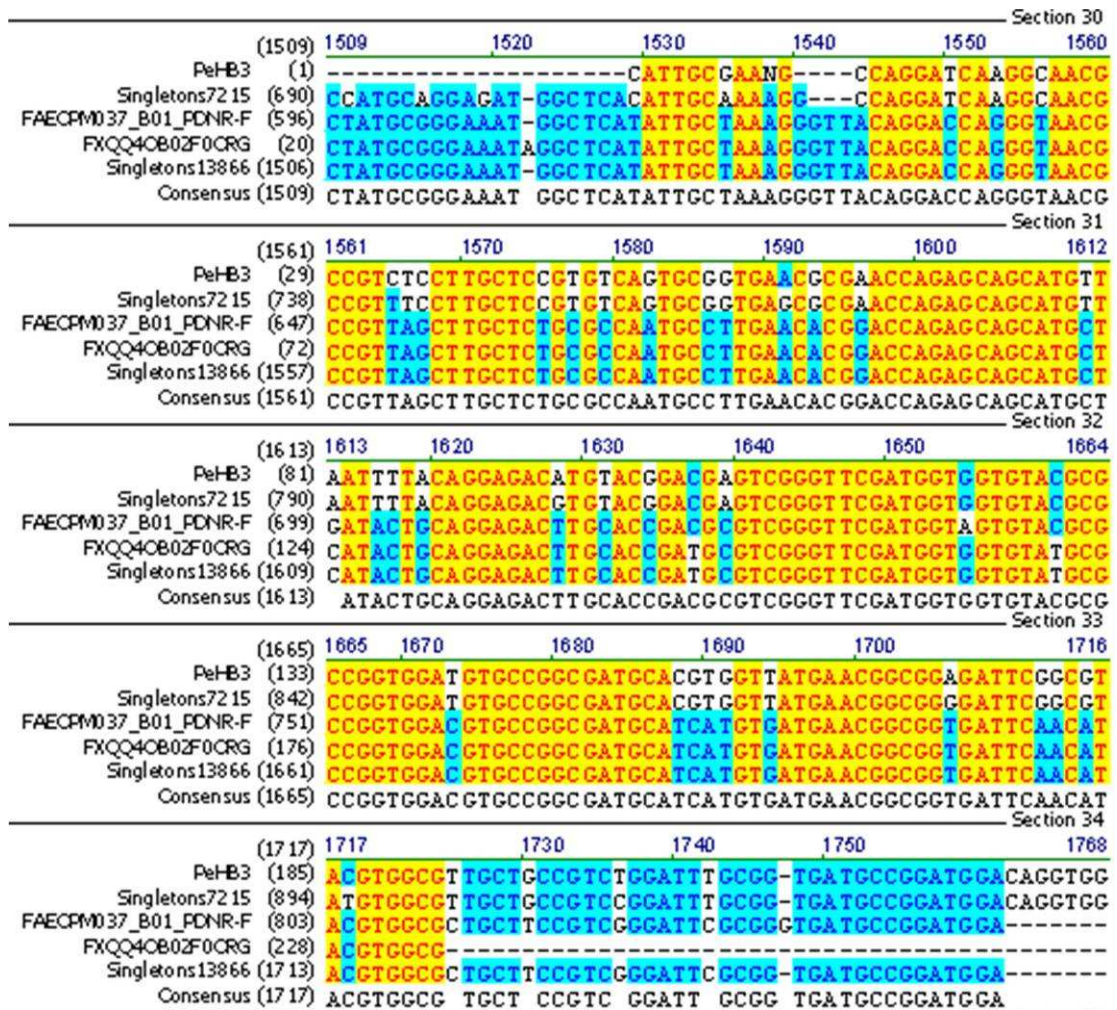 Section 30
(1509) 1509 1520 1530 1540 1550 1560
PeHB3 (1) --------------------CATTGCGAANG----CCAGGATCAAGGCAACG
Singletons7215 (690) CCATGCAGGAGAT-GGCTCACATTGCAAAAGG---CCAGGATCAAGGCAACG
FAECPM037_B01_PDNR-F (596) CTATGCGGGAAAT-GGCTCATATTGCTAAAGGGTTACAGGACCAGGGTAACG
FXQQ4OB02F0CRG (20) CTATGCGGGAAATAGGCTCATATTGCTAAAGGGTTACAGGACCAGGGTAACG
Singletons13866 (1506) CTATGCGGGAAAT-GGCTCATATTGCTAAAGGGTTACAGGACCAGGGTAACG
Consensus (1509) CTATGCGGGAAAT GGCTCATATTGCTAAAGGGTTACAGGACCAGGGTAACG
Section 31
(1561) 1561 1570 1580 1590 1600 1612
PeHB3 (29) CCGTCTCCTTGCTCCGTGTCAGTGCGGTGAACGCGAACCAGAGCAGCATGTT
Singletons7215 (738) CCGTTTCCTTGCTCCGTGTCAGTGCGGTGAGCGCGAACCAGAGCAGCATGTT
FAECPM037_B01_PDNR-F (647) CCGTTAGCTTGCTCTGCGCCAATGCCTTGAACACGGACCAGAGCAGCATGCT
FXQQ4OB02F0CRG (72) CCGTTAGCTTGCTCTGCGCCAATGCCTTGAACACGGACCAGAGCAGCATGCT
Singletons13866 (1557) CCGTTAGCTTGCTCTGCGCCAATGCCTTGAACACGGACCAGAGCAGCATGCT
Consensus (1561) CCGTTAGCTTGCTCTGCGCCAATGCCTTGAACACGGACCAGAGCAGCATGCT
Section 32
(1613) 1613 1620 1630 1640 1650 1664
PeHB3 (81) AATTTTACAGGAGACATGTACGGACGAGTCGGGTTCGATGGTGGTGTACGCG
Singletons7215 (790) AATTTTACAGGAGACGTGTACGGACGAGTCGGGTTCGATGGTGGTGTACGCG
FAECPM037_B01_PDNR-F (699) GATACTGCAGGAGACTTGCACCGACGCGTCGGGTTCGATGGTAGTGTACGCG
FXQQ4OB02F0CRG (124) CATACTGCAGGAGACTTGCACCGATGCGTCGGGTTCGATGGTGGTGTATGCG
Singletons13866 (1609) CATACTGCAGGAGACTTGCACCGATGCGTCGGGTTCGATGGTGGTGTATGCG
Consensus (1613) ATACTGCAGGAGACTTGCACCGACGCGTCGGGTTCGATGGTGGTGTACGCG
Section 33
(1665) 1665 1670 1680 1690 1700 1716
PeHB3 (133) CCGGTGGATGTGCCGGCGATGCACGTGGTTATGAACGGCGGAGATTCGGCGT
Singletons7215 (842) CCGGTGGATGTGCCGGCGATGCACGTGGTTATGAACGGCGGGGATTCGGCGT
FAECPM037_B01_PDNR-F (751) CCGGTGGACGTGCCGGCGATGCATCATGTGATGAACGGCGGTGATTCAACAT
FXQQ4OB02F0CRG (176) CCGGTGGACGTGCCGGCGATGCATCATGTGATGAACGGCGGTGATTCAACAT
Singletons13866 (1661) CCGGTGGACGTGCCGGCGATGCATCATGTGATGAACGGCGGTGATTCAACAT
Consensus (1665) CCGGTGGACGTGCCGGCGATGCATCATGTGATGAACGGCGGTGATTCAACAT
Section 34
(1717) 1717 1730 1740 1750 1768
PeHB3 (185) ACGTGGCGTTGCTGCCGTCTGGATTTGCGG-TGATGCCGGATGGACAGGTGG
Singletons7215 (894) ATGTGGCGTTGCTGCCGTCCGGATTTGCGG-TGATGCCGGATGGACAGGTGG
FAECPM037_B01_PDNR-F (803) ACGTGGCGCTGCTTCCGTCGGGATTCGCGGGTGATGCCGGATGGA-------
FXQQ4OB02F0CRG (228) ACGTGGCG--------------------------------------------
Singletons13866 (1713) ACGTGGCGCTGCTTCCGTCGGGATTCGCGG-TGATGCCGGATGGA-------
Consensus (1717) ACGTGGCG TGCT CCGTC GGATT GCGG TGATGCCGGATGGA